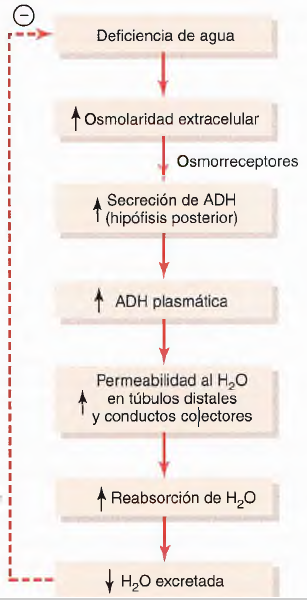 −
Deficiencia de agua
↑ Osmolaridad extracelular
Osmorreceptores
↑ Secreción de ADH
(hipófisis posterior)
↑ ADH plasmática
Permeabilidad al H₂O
↑ en túbulos distales
y conductos colectores
↑ Reabsorción de H₂O
↓ H₂O excretada